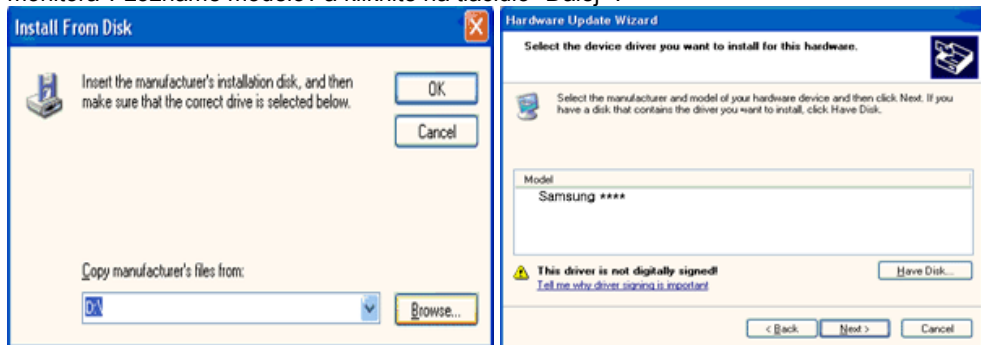 Install From Disk
Insert the manufacturer's installation disk, and then
make sure that the correct drive is selected below.
OK
Cancel
Copy manufacturer's files from:
D:\
Browse...
Hardware Update Wizard
Select the device driver you want to install for this hardware.
Select the manufacturer and model of your hardware device and then click Next. If you
have a disk that contains the driver you want to install, click Have Disk.
Model
Samsung ****
This driver is not digitally signed!
Tell me why driver signing is important
Have Disk...
< Back
Next >
Cancel